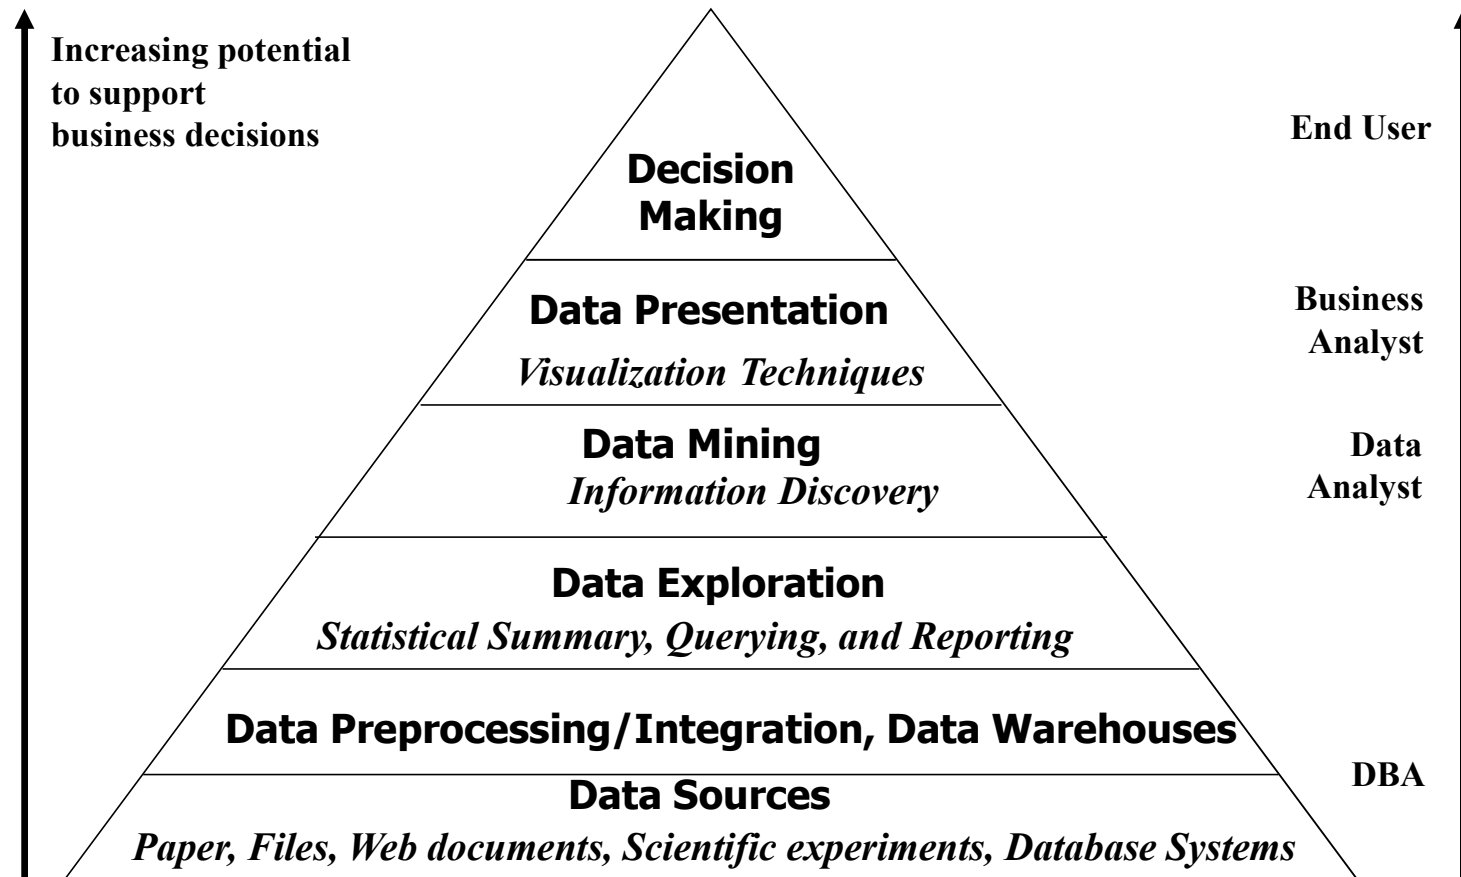 Increasing potential
to support
business decisions
End User
Decision
Making
Data Presentation
Visualization Techniques
Business
Analyst
Data Mining
Information Discovery
Data
Analyst
Data Exploration
Statistical Summary, Querying, and Reporting
Data Preprocessing/Integration, Data Warehouses
DBA
Data Sources
Paper, Files, Web documents, Scientific experiments, Database Systems